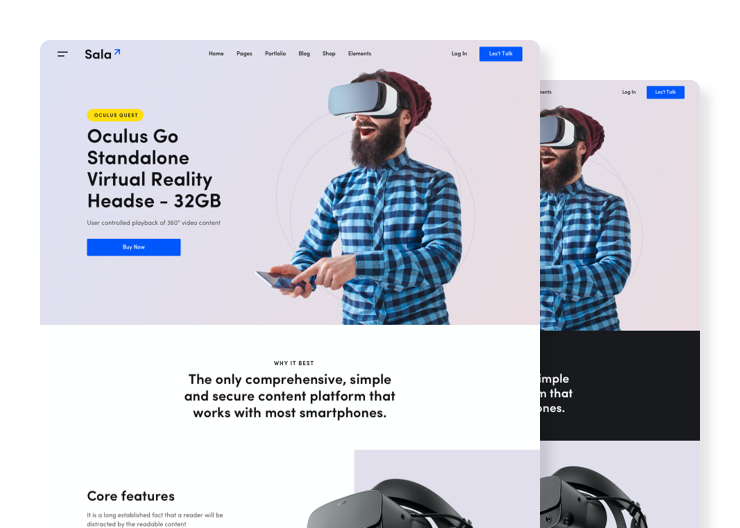 Sala
Home Pages Portfolio Blog Shop Elements
Log In
Les't Talk
OCULUS QUEST
Oculus Go
Standalone
Virtual Reality
Headse - 32GB
User controlled playback of 360° video content
Buy Now
WHY IT BEST
The only comprehensive, simple
and secure content platform that
works with most smartphones.
Core features
It is a long established fact that a reader will be
distracted by the readable content
ments
Log In
Les't Talk
imple
m that
ones.